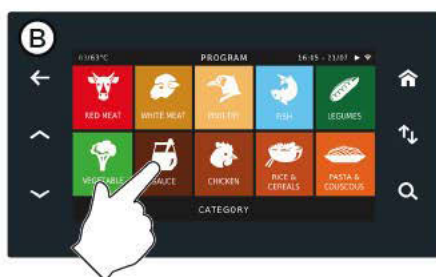 B
03/63°C PROGRAM 16:05 - 21/07
RED MEAT WHITE MEAT POULTRY FISH LEGUMES
VEGETABLE SAUCE CHICKEN RICE & CEREALS PASTA & COUSCOUS
CATEGORY